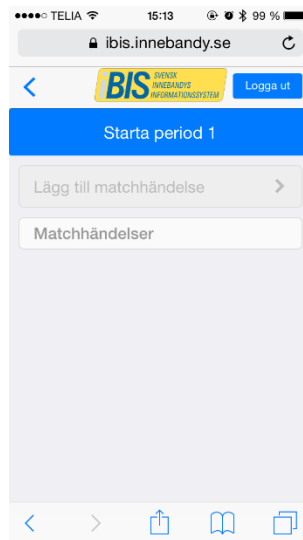 TELIA 15:13 99 %
ibis.innebandy.se
BIS SVENSK
INNEBANDYS
INFORMATIONSSYSTEM
Logga ut
Starta period 1
Lägg till matchhändelse
Matchhändelser